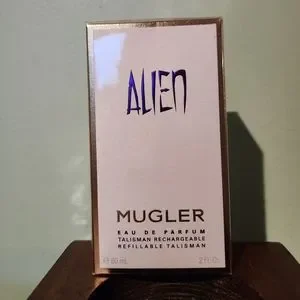 ALIEN
MUGLER
EAU DE PARFUM
TALISMAN RECHARGEABLE
REFILLABLE TALISMAN
℮ 60 mL 2 fl.oz.